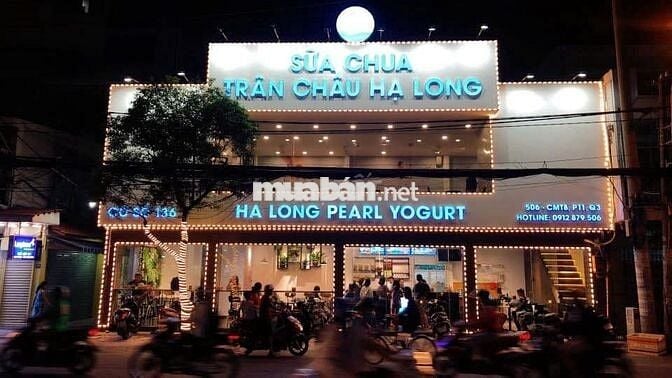 SỮA CHUA
TRÂN CHÂU HẠ LONG
muabán.net
CƠ SỞ 136
HA LONG PEARL YOGURT
506 - CMT8, P11, Q3
HOTLINE: 0912 879 506